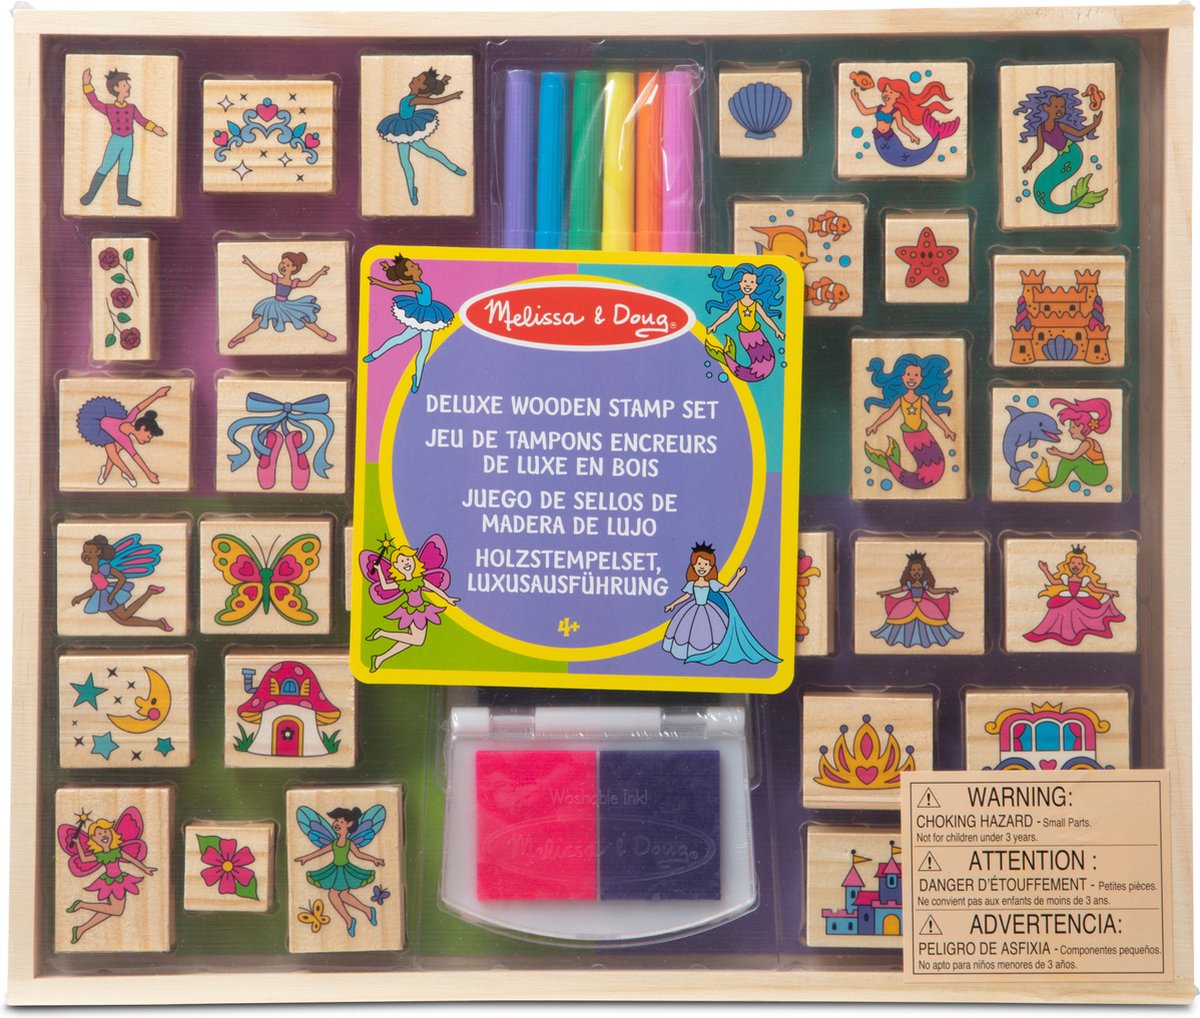 Melissa & Doug®
DELUXE WOODEN STAMP SET
JEU DE TAMPONS ENCREURS
DE LUXE EN BOIS
JUEGO DE SELLOS DE
MADERA DE LUJO
HOLZSTEMPELSET,
LUXUSAUSFÜHRUNG
4+
Washable Ink!
Melissa & Doug®
WARNING:
CHOKING HAZARD - Small Parts.
Not for children under 3 years.
ATTENTION :
DANGER D'ÉTOUFFEMENT - Petites pièces.
Ne convient pas aux enfants de moins de 3 ans.
ADVERTENCIA:
PELIGRO DE ASFIXIA - Componentes pequeños.
No apto para niños menores de 3 años.